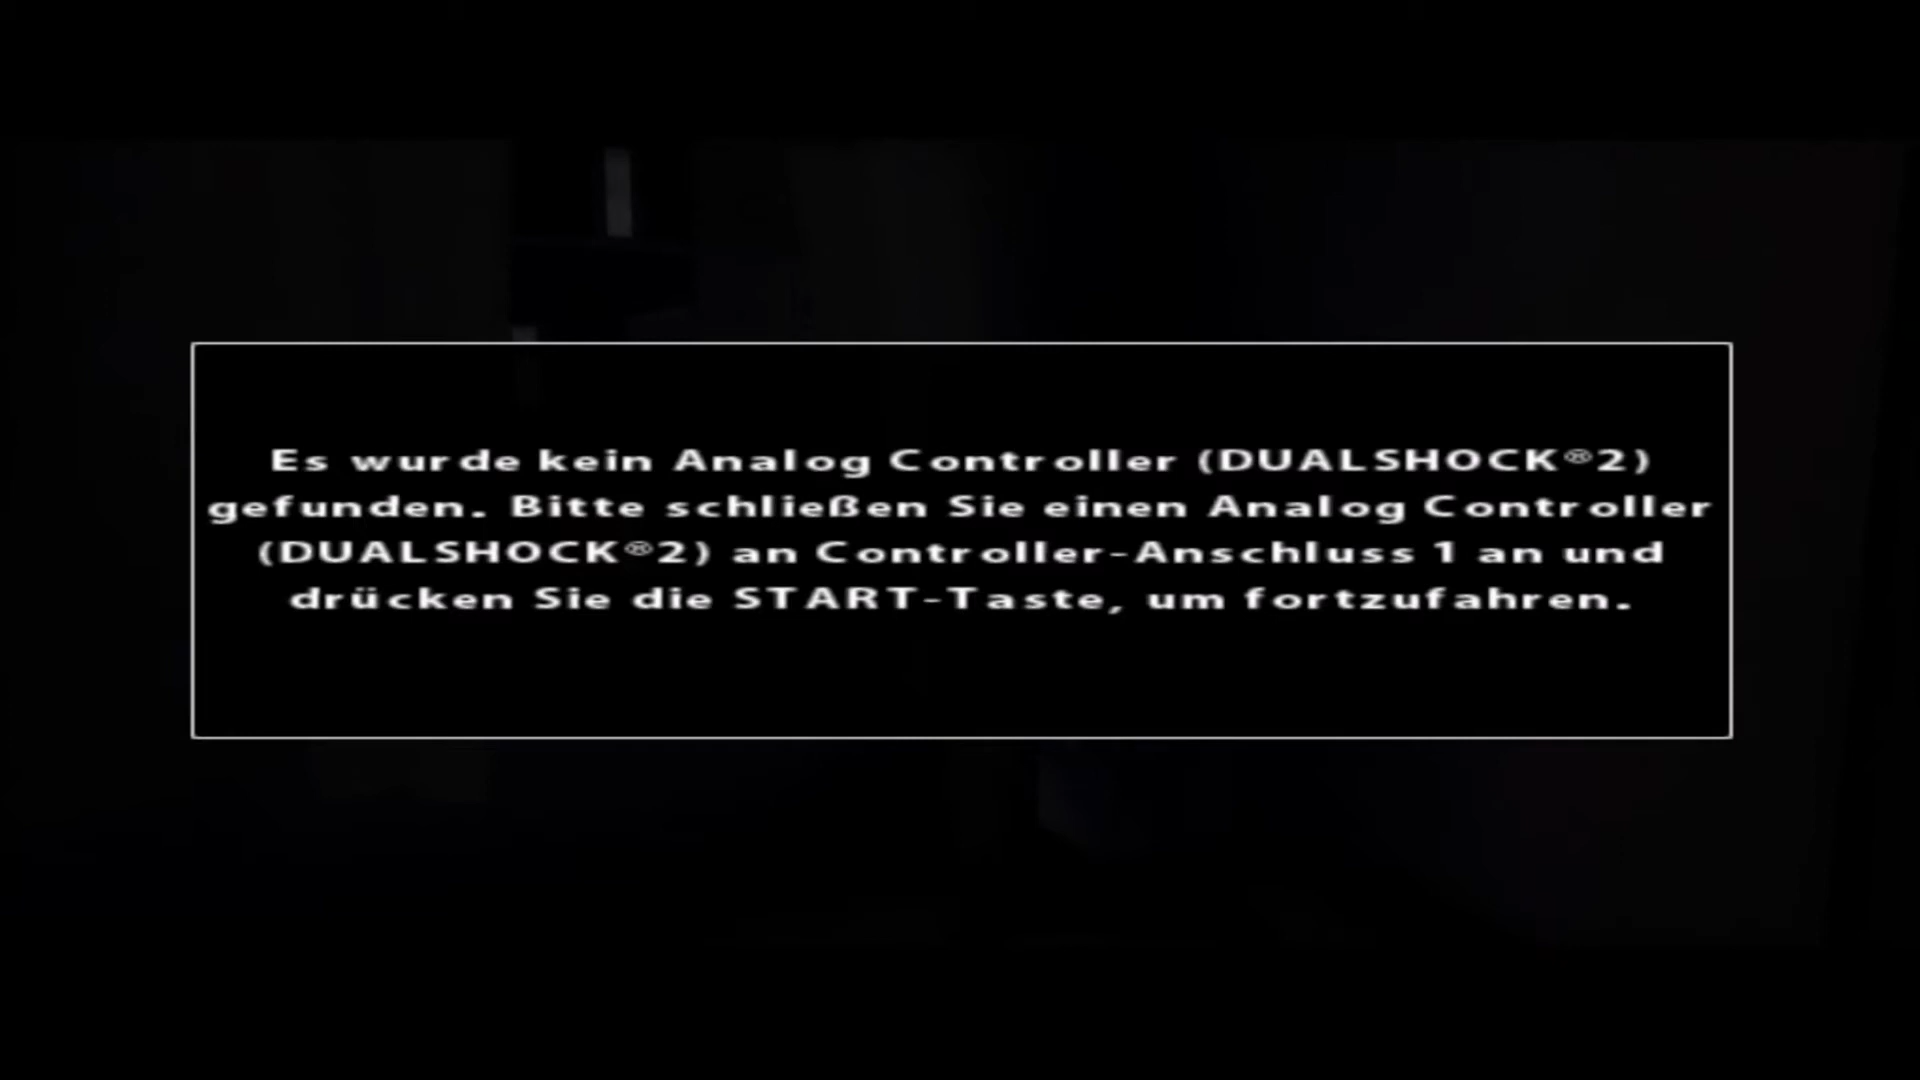 Es wurde kein Analog Controller (DUALSHOCK®2)
gefunden. Bitte schließen Sie einen Analog Controller
(DUALSHOCK®2) an Controller-Anschluss 1 an und
drücken Sie die START-Taste, um fortzufahren.